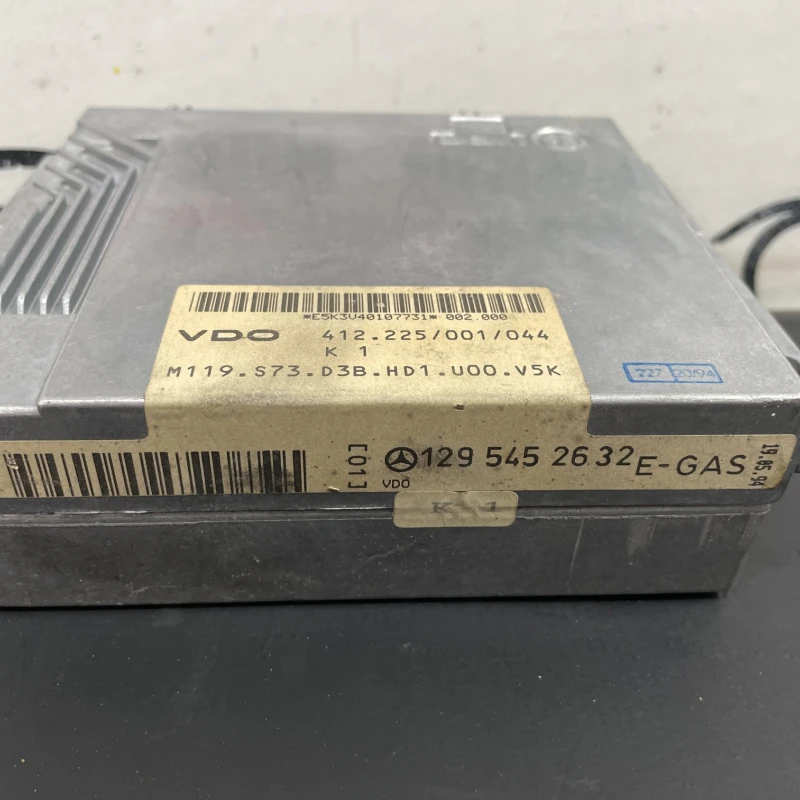 *E5K3V40107731* 002.000
VDO 412.225/001/044
K 1
M119.S73.D3B.HD1.U00.V5K
227 20/94
[01] 129 545 26 32 E-GAS 19.05.94
VDO
K 1